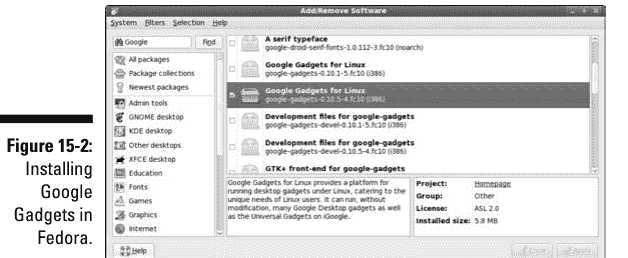 Add/Remove Software
System Filters Selection Help
Google Find
All packages
Package collections
Newest packages
Admin tools
GNOME desktop
KDE desktop
Other desktops
XFCE desktop
Education
Fonts
Games
Graphics
Internet
A serif typeface
google-droid-serif-fonts-1.0.112-3.fc10 (noarch)
Google Gadgets for Linux
google-gadgets-0.10.1-5.fc10 (i386)
Google Gadgets for Linux
google-gadgets-0.10.5-4.fc10 (i386)
Development files for google-gadgets
google-gadgets-devel-0.10.1-5.fc10 (i386)
Development files for google-gadgets
google-gadgets-devel-0.10.5-4.fc10 (i386)
GTK+ front-end for google-gadgets
Google Gadgets for Linux provides a platform for
running desktop gadgets under Linux, catering to the
unique needs of Linux users. It can run, without
modification, many Google Desktop gadgets as well
as the Universal Gadgets on iGoogle.
Project: Homepage
Group: Other
License: ASL 2.0
Installed size: 5.8 MB
Help Clear Apply
Figure 15-2:
Installing
Google
Gadgets in
Fedora.